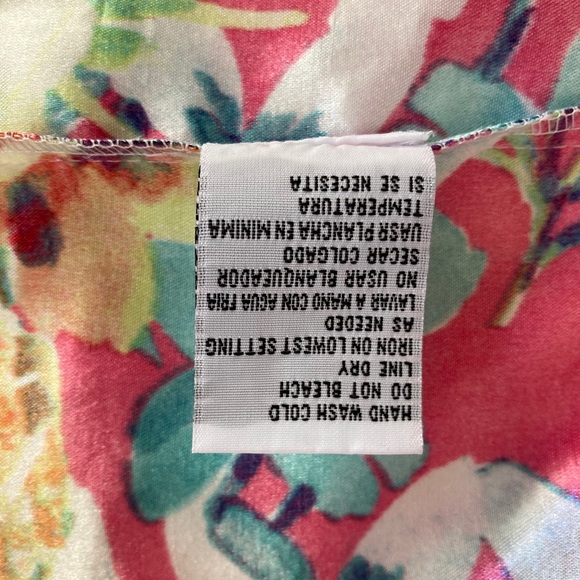 HAND WASH COLD
DO NOT BLEACH
LINE DRY
IRON ON LOWEST SETTING
AS NEEDED
LAVAR A MANO CON AGUA FRIA
NO USAR BLANQUEADOR
SECAR COLGADO
UASR PLANCHA EN MINIMA
TEMPERATURA
SI SE NECESITA